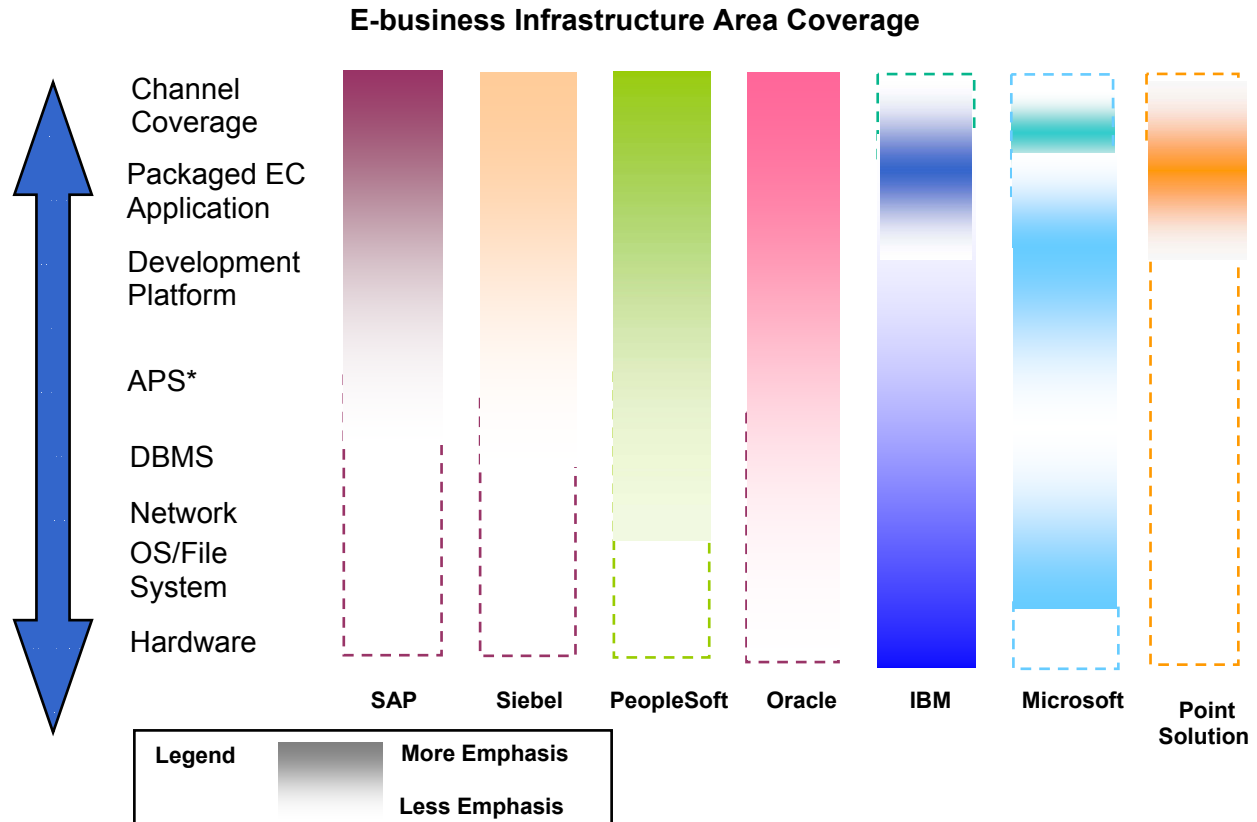 E-business Infrastructure Area Coverage
Channel
Coverage
Packaged EC
Application
Development
Platform
APS*
DBMS
Network
OS/File
System
Hardware
SAP
Siebel
PeopleSoft
Oracle
IBM
Microsoft
Point
Solution
Legend
More Emphasis
Less Emphasis